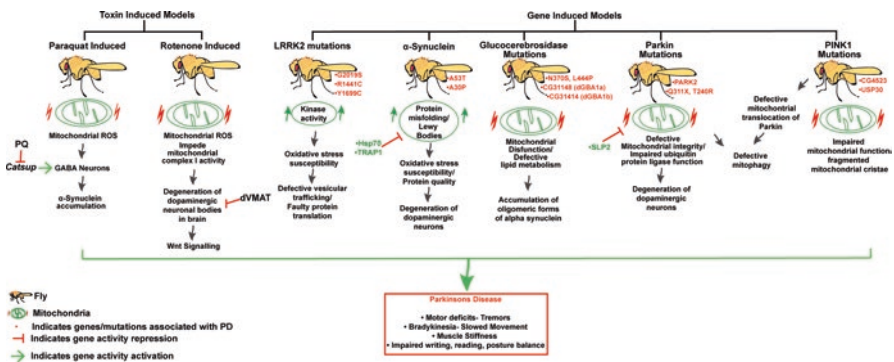 Toxin Induced Models
Gene Induced Models
Paraquat Induced
Rotenone Induced
LRRK2 mutations
α-Synuclein
Glucocerebrosidase
Mutations
Parkin
Mutations
PINK1
Mutations
•G2019S
•R1441C
•Y1699C
•A53T
•A30P
•N370S, L444P
•CG31148 (dGBA1a)
•CG31414 (dGBA1b)
•PARK2
•Q311X, T240R
•CG4523
•USP30
Mitochondrial ROS
PQ
Catsup
GABA Neurons
α-Synuclein
accumulation
Mitochondrial ROS
Impede
mitochondrial
complex I activity
Degeneration of
dopaminergic
neuronal bodies
in brain
dVMAT
Wnt Signalling
Kinase
activity
Oxidative stress
susceptibility
Defective vesicular
trafficking/
Faulty protein
translation
Protein
misfolding/
Lewy
Bodies
•Hsp70
•TRAP1
Oxidative stress
susceptibility/
Protein quality
Degeneration of
dopaminergic
neurons
Mitochondrial
Disfunction/
Defective
lipid metabolism
Accumulation of
oligomeric forms
of alpha synuclein
•SLP2
Defective
Mitochondrial integrity/
Impaired ubiquitin
protein ligase function
Degeneration of
dopaminergic
neurons
Defective
mitochondrial
translocation
of Parkin
Defective
mitophagy
Impaired
mitochondrial function/
fragmented
mitochondrial cristae
Parkinsons Disease
• Motor deficits- Tremors
• Bradykinesia- Slowed Movement
• Muscle Stiffness
• Impaired writing, reading, posture balance
Fly
Mitochondria
Indicates genes/mutations associated with PD
Indicates gene activity repression
Indicates gene activity activation